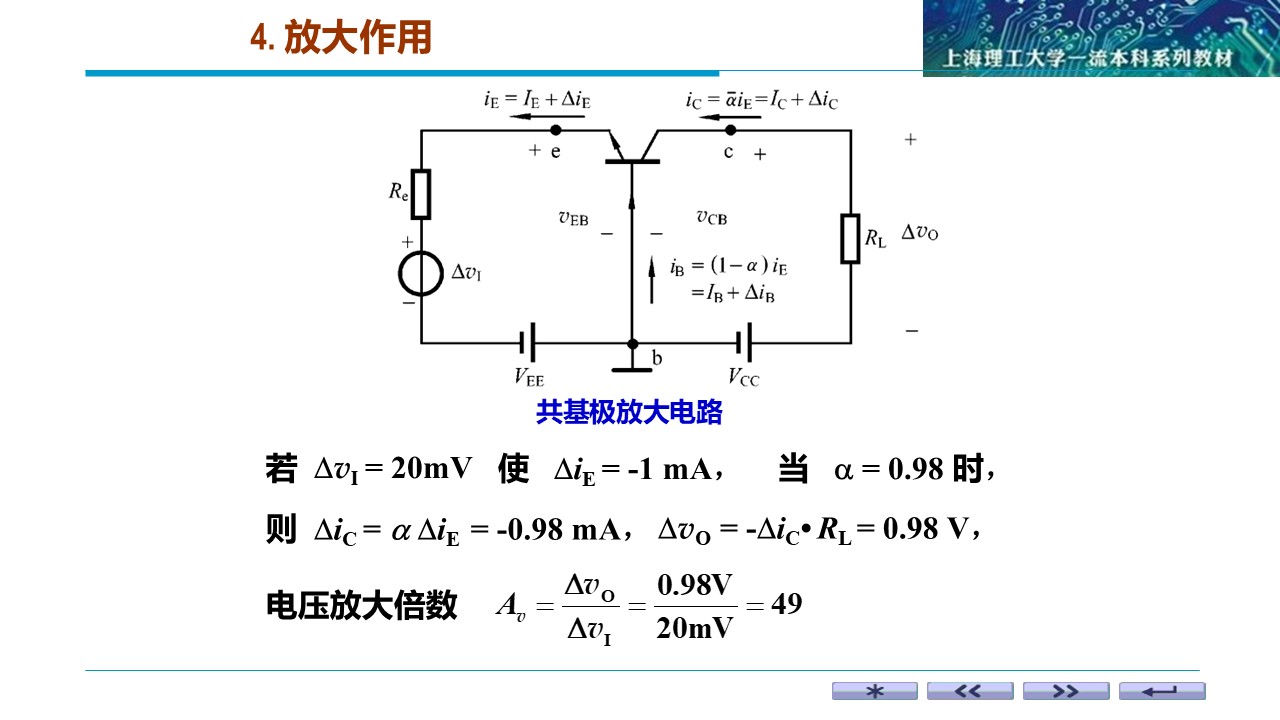 4. 放大作用
上海理工大学一流本科系列教材
iE = IE + ΔiE
iC = ᾱiE=IC + ΔiC
+ e
c +
+
Re
vEB
vCB
−
−
RL
ΔvO
+
ΔvI
−
iB = (1−α) iE
=IB + ΔiB
−
b
VEE
VCC
共基极放大电路
若 ΔvI = 20mV 使 ΔiE = -1 mA， 当 α = 0.98 时，
则 ΔiC = α ΔiE = -0.98 mA， ΔvO = -ΔiC• RL = 0.98 V，
电压放大倍数 Av = ΔvO / ΔvI = 0.98V / 20mV = 49
* << >>